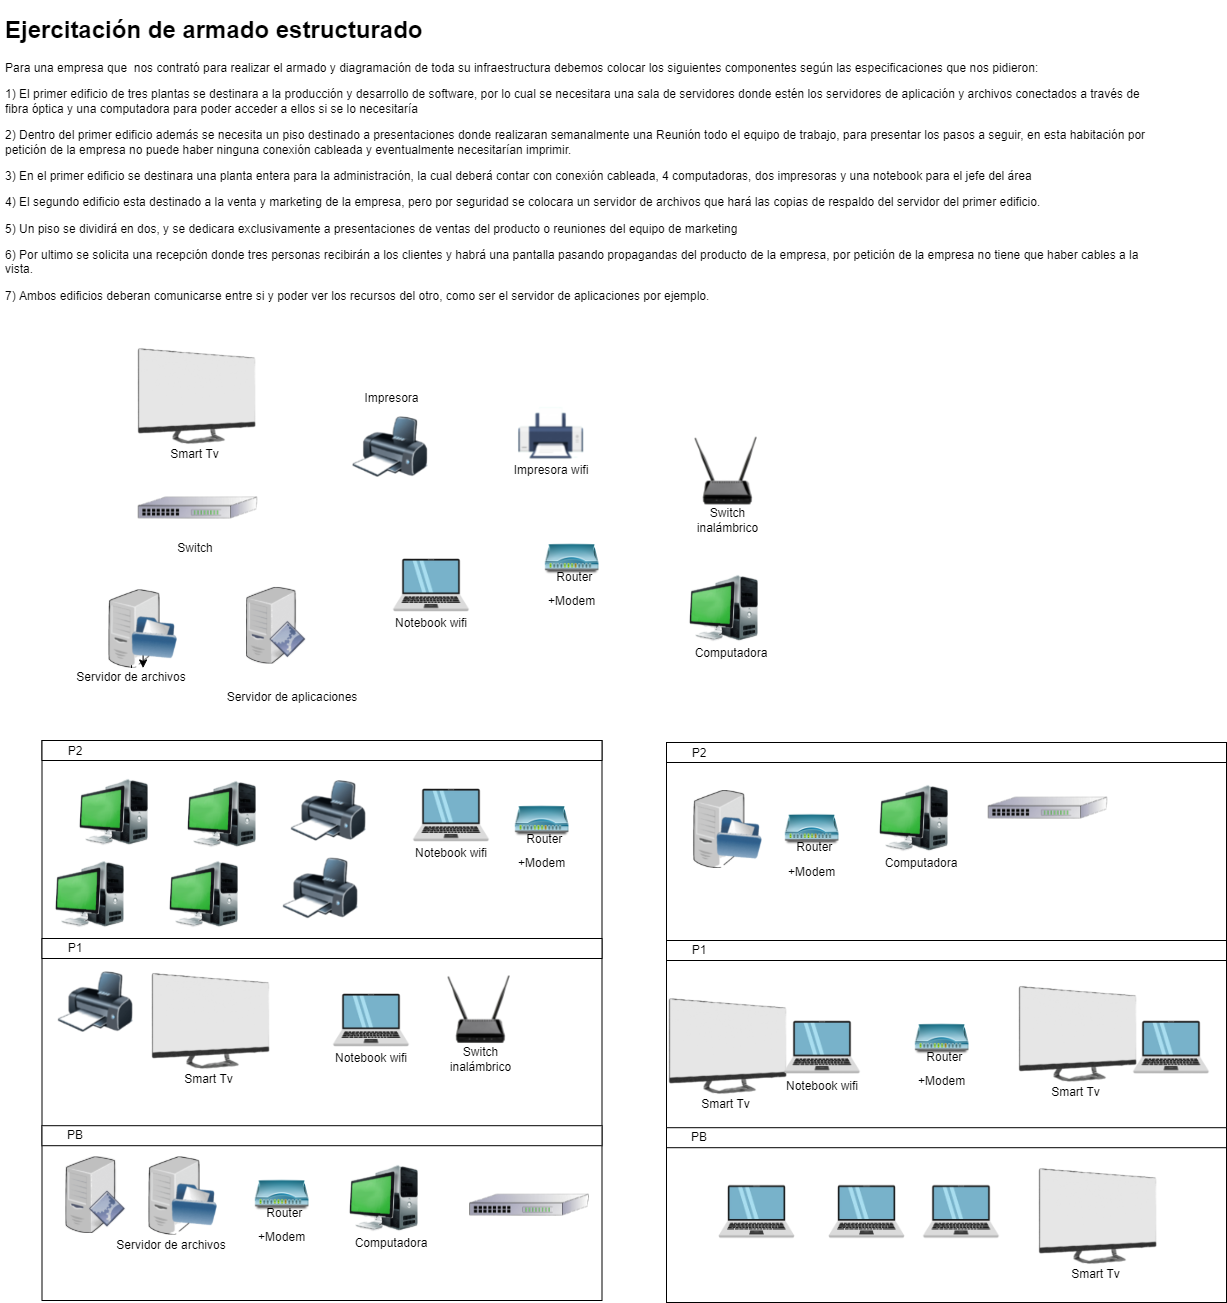 Ejercitación de armado estructurado
Para una empresa que  nos contrató para realizar el armado y diagramación de toda su infraestructura debemos colocar los siguientes componentes según las especificaciones que nos pidieron:
1) El primer edificio de tres plantas se destinara a la producción y desarrollo de software, por lo cual se necesitara una sala de servidores donde estén los servidores de aplicación y archivos conectados a través de
fibra óptica y una computadora para poder acceder a ellos si se lo necesitaría
2) Dentro del primer edificio además se necesita un piso destinado a presentaciones donde realizaran semanalmente una Reunión todo el equipo de trabajo, para presentar los pasos a seguir, en esta habitación por
petición de la empresa no puede haber ninguna conexión cableada y eventualmente necesitarían imprimir.
3) En el primer edificio se destinara una planta entera para la administración, la cual deberá contar con conexión cableada, 4 computadoras, dos impresoras y una notebook para el jefe del área
4) El segundo edificio esta destinado a la venta y marketing de la empresa, pero por seguridad se colocara un servidor de archivos que hará las copias de respaldo del servidor del primer edificio.
5) Un piso se dividirá en dos, y se dedicara exclusivamente a presentaciones de ventas del producto o reuniones del equipo de marketing
6) Por ultimo se solicita una recepción donde tres personas recibirán a los clientes y habrá una pantalla pasando propagandas del producto de la empresa, por petición de la empresa no tiene que haber cables a la
vista.
7) Ambos edificios deberan comunicarse entre si y poder ver los recursos del otro, como ser el servidor de aplicaciones por ejemplo.
Impresora
Smart Tv
Impresora wifi
Switch
inalámbrico
Switch
Router
+Modem
Notebook wifi
Computadora
Servidor de archivos
Servidor de aplicaciones
P2
Notebook wifi
Router
+Modem
P1
Smart Tv
Notebook wifi
Switch
inalámbrico
PB
Servidor de archivos
Router
+Modem
Computadora
P2
Router
+Modem
Computadora
P1
Smart Tv
Notebook wifi
Router
+Modem
Smart Tv
PB
Smart Tv